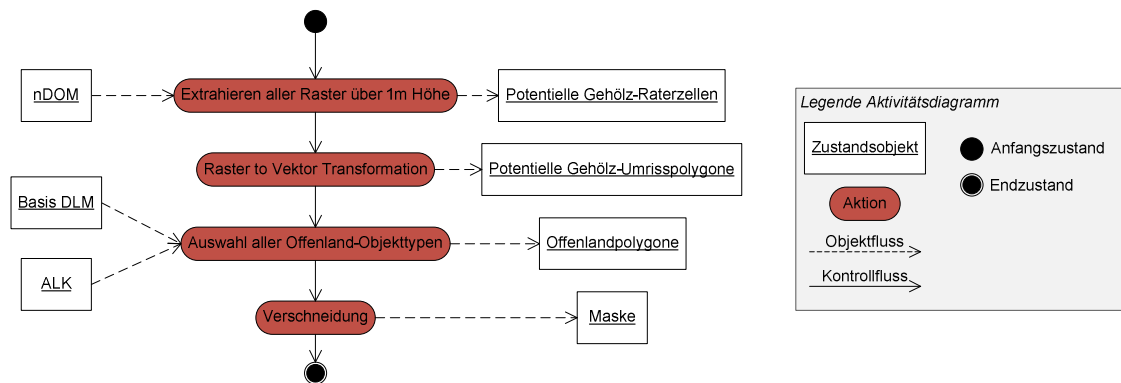 nDOM
Extrahieren aller Raster über 1m Höhe
Potentielle Gehölz-Raterzellen
Raster to Vektor Transformation
Potentielle Gehölz-Umrisspolygone
Basis DLM
Auswahl aller Offenland-Objekttypen
Offenlandpolygone
ALK
Verschneidung
Maske
Legende Aktivitätsdiagramm
Zustandsobjekt
Anfangszustand
Endzustand
Aktion
Objektfluss
Kontrollfluss